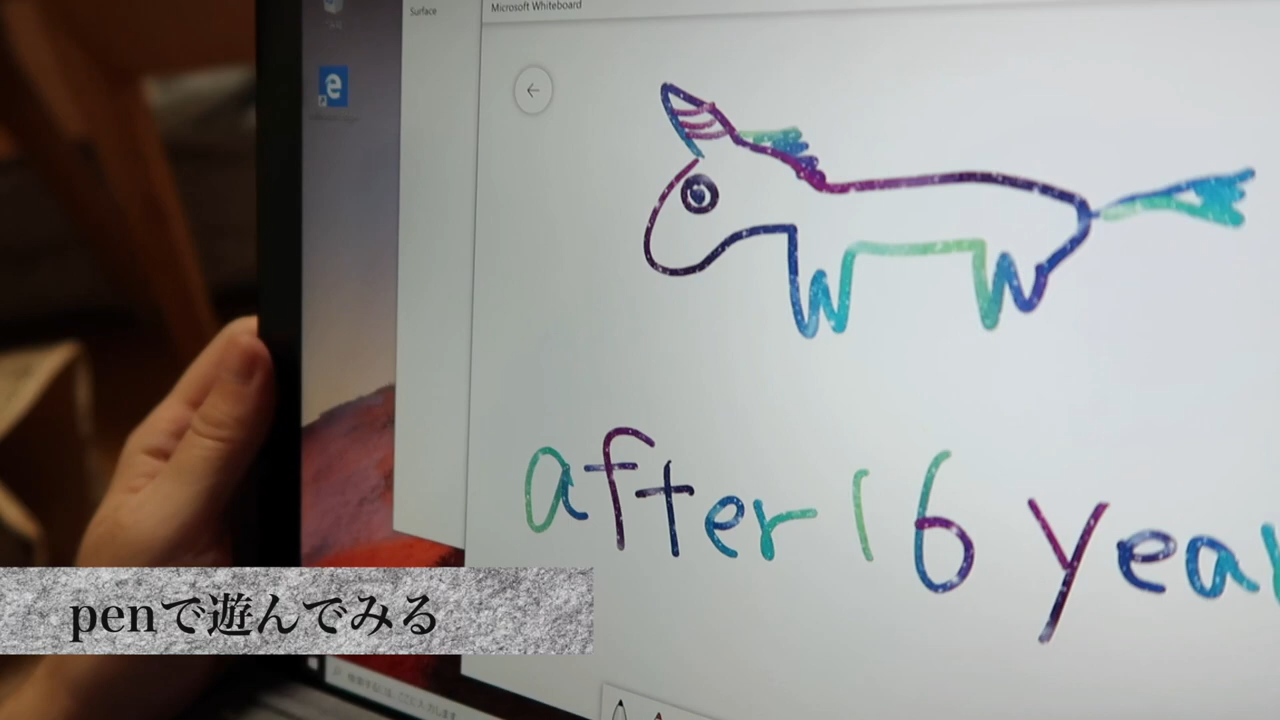 Surface
Microsoft Whiteboard
after 16 year
penで遊んでみる